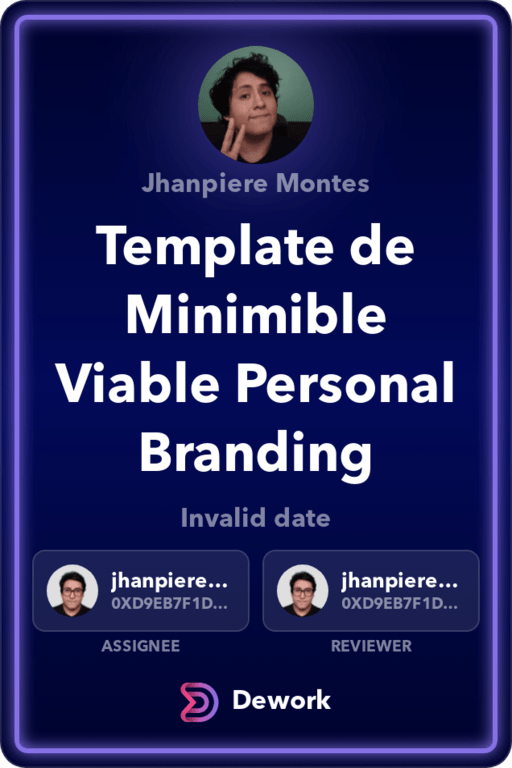 Jhanpiere Montes
Template de
Minimible
Viable Personal
Branding
Invalid date
jhanpiere...
0XD9EB7F1D...
ASSIGNEE
jhanpiere...
0XD9EB7F1D...
REVIEWER
Dework